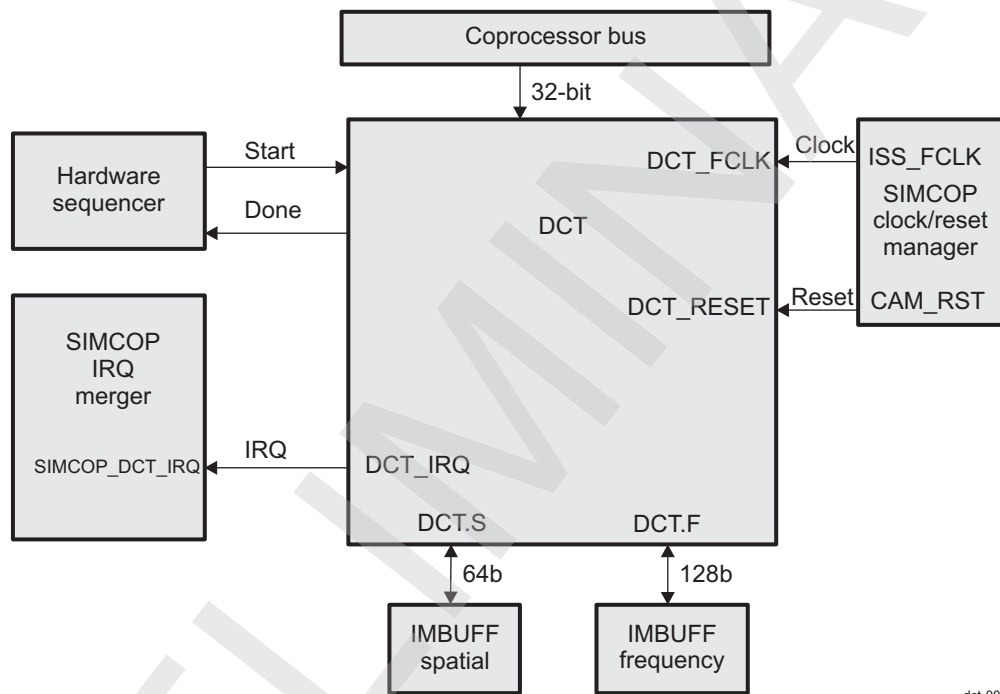 Coprocessor bus
32-bit
Hardware
sequencer
Start
Done
DCT_FCLK
Clock
ISS_FCLK
SIMCOP
clock/reset
manager
DCT
DCT_RESET
Reset
CAM_RST
SIMCOP
IRQ
merger
SIMCOP_DCT_IRQ
IRQ
DCT_IRQ
DCT.S
DCT.F
64b
128b
IMBUFF
spatial
IMBUFF
frequency